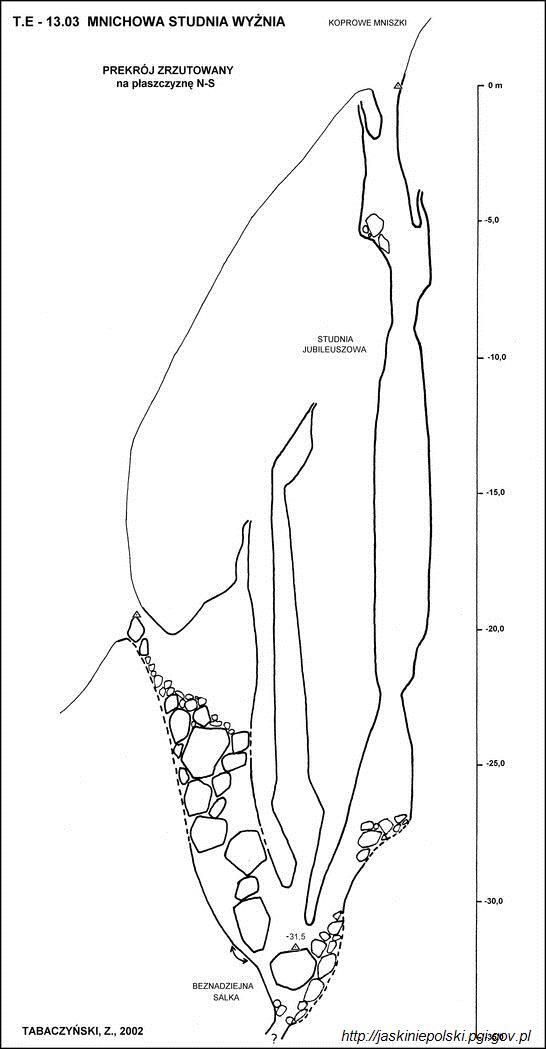 T.E - 13.03 MNICHOWA STUDNIA WYŻNIA
KOPROWE MNISZKI
PREKRÓJ ZRZUTOWANY
na płaszczyznę N-S
0 m
-5,0
STUDNIA
JUBILEUSZOWA
-10,0
-15,0
-20,0
-25,0
-30,0
-31,5
BEZNADZIEJNA
SALKA
?
TABACZYŃSKI, Z., 2002
http://jaskiniepolski.pgi.gov.pl